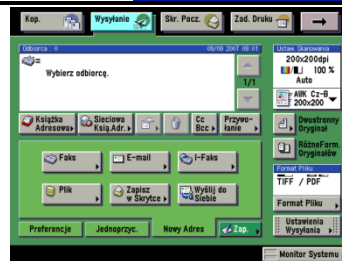 Kop.
Wysyłanie
Skr. Pocz.
Zad. Druku
Odbiorca : 0
08/09 2007 08:01
Wybierz odbiorcę.
1/1
Książka
Adresowa
Sieciowa
Ksią.Adr.
Cc
Bcc
Przywo-
łanie
Faks
E-mail
I-Faks
Plik
Zapisz
w Skrytce
Wyślij do
Siebie
Preferencje
Jednoprzyc.
Nowy Adres
Zap.
Ustaw Skanowania
200x200dpi
100 %
Auto
AWK Cz-B
200x200
Dwustronny
Oryginał
RóżneForm.
Oryginałów
Format Pliku
TIFF / PDF
Format Pliku
Ustawienia
Wysyłania
Monitor Systemu